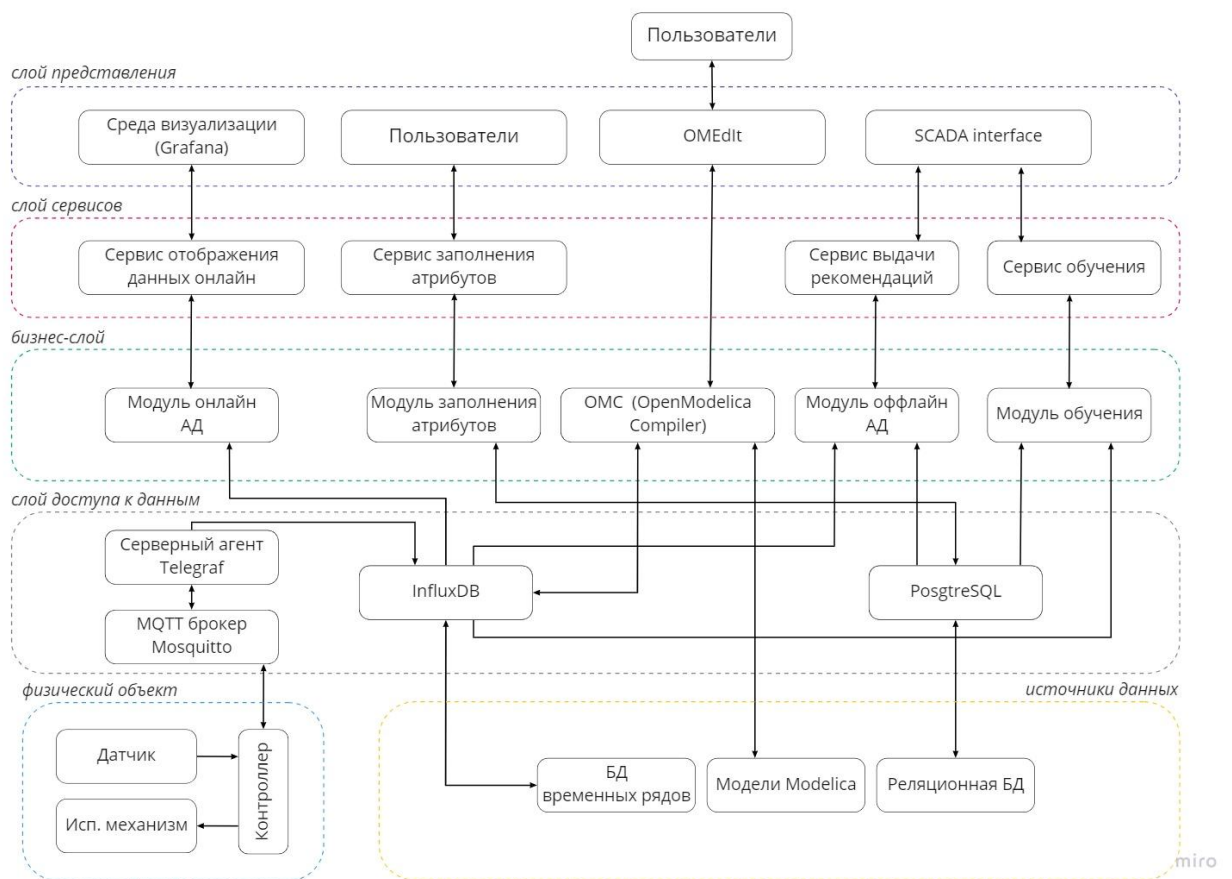 Пользователи
слой представления
Среда визуализации
(Grafana)
Пользователи
OMEdIt
SCADA interface
слой сервисов
Сервис отображения
данных онлайн
Сервис заполнения
атрибутов
Сервис выдачи
рекомендаций
Сервис обучения
бизнес-слой
Модуль онлайн
АД
Модуль заполнения
атрибутов
OMC (OpenModelica
Compiler)
Модуль оффлайн
АД
Модуль обучения
слой доступа к данным
Серверный агент
Telegraf
InfluxDB
PosgtreSQL
MQTT брокер
Mosquitto
физический объект
источники данных
Датчик
Исп. механизм
Контроллер
БД
временных рядов
Модели Modelica
Реляционная БД
miro